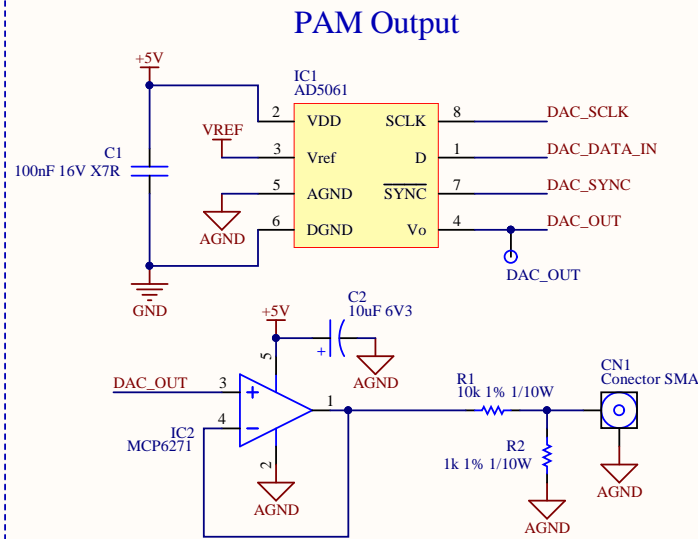 PAM Output
+5V
IC1
AD5061
C1
100nF 16V X7R
VREF
2 VDD SCLK 8 DAC_SCLK
3 Vref D 1 DAC_DATA_IN
5 AGND SYNC 7 DAC_SYNC
6 DGND Vo 4 DAC_OUT
AGND
DAC_OUT
GND
+5V
C2
10uF 6V3
+
AGND
5
DAC_OUT 3
4
1
IC2
MCP6271
2
AGND
R1
10k 1% 1/10W
R2
1k 1% 1/10W
AGND
CN1
Conector SMA
AGND